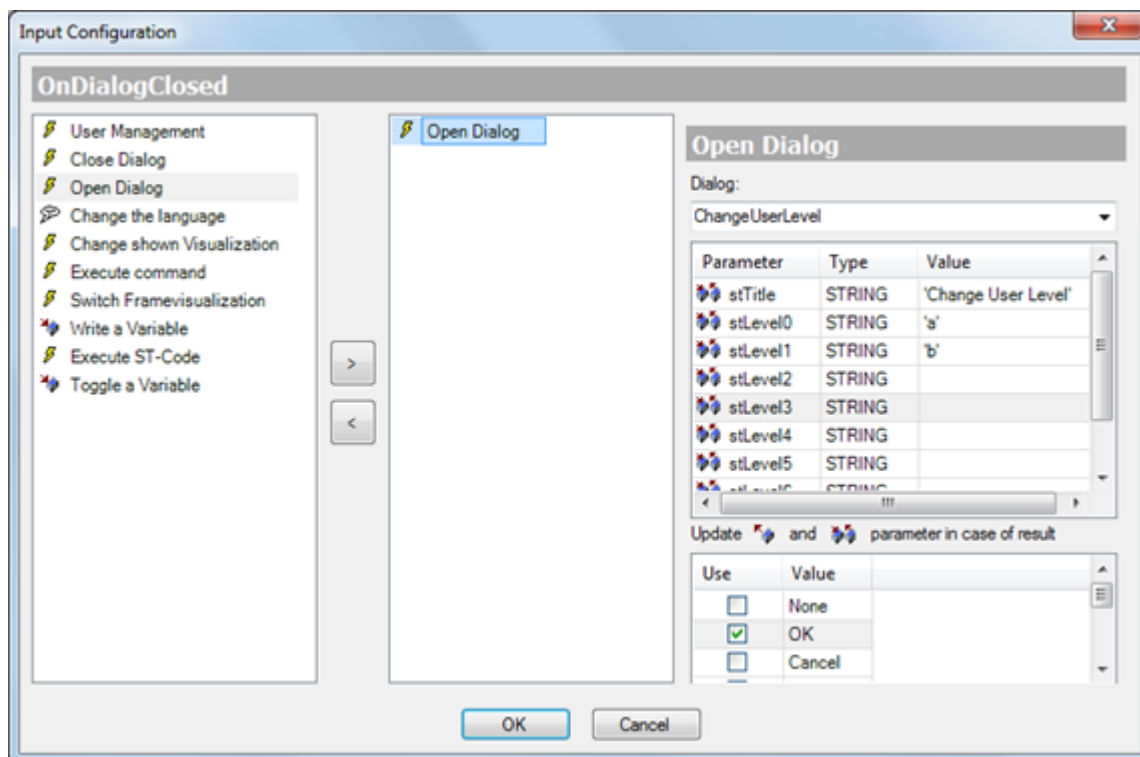 Input Configuration
OnDialogClosed
User Management
Close Dialog
Open Dialog
Change the language
Change shown Visualization
Execute command
Switch Framevisualization
Write a Variable
Execute ST-Code
Toggle a Variable
>
<
Open Dialog
Open Dialog
Dialog:
ChangeUserLevel
Parameter Type Value
stTitle STRING 'Change User Level'
stLevel0 STRING 'a'
stLevel1 STRING 'b'
stLevel2 STRING
stLevel3 STRING
stLevel4 STRING
stLevel5 STRING
stLevel6 STRING
Update and parameter in case of result
Use Value
None
OK
Cancel
OK Cancel